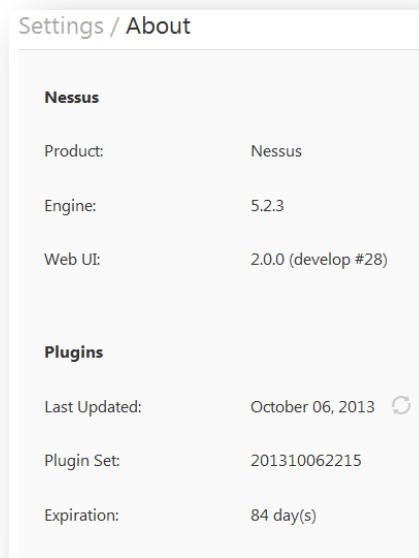 Settings / About
Nessus
Product: Nessus
Engine: 5.2.3
Web UI: 2.0.0 (develop #28)
Plugins
Last Updated: October 06, 2013
Plugin Set: 201310062215
Expiration: 84 day(s)